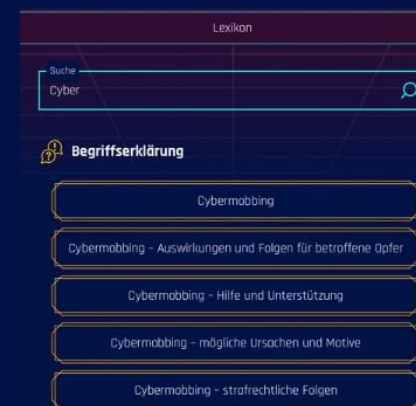 Lexikon
Suche
Cyber
Begriffserklärung
Cybermobbing
Cybermobbing - Auswirkungen und Folgen für betroffene Opfer
Cybermobbing - Hilfe und Unterstützung
Cybermobbing - mögliche Ursachen und Motive
Cybermobbing - strafrechtliche Folgen